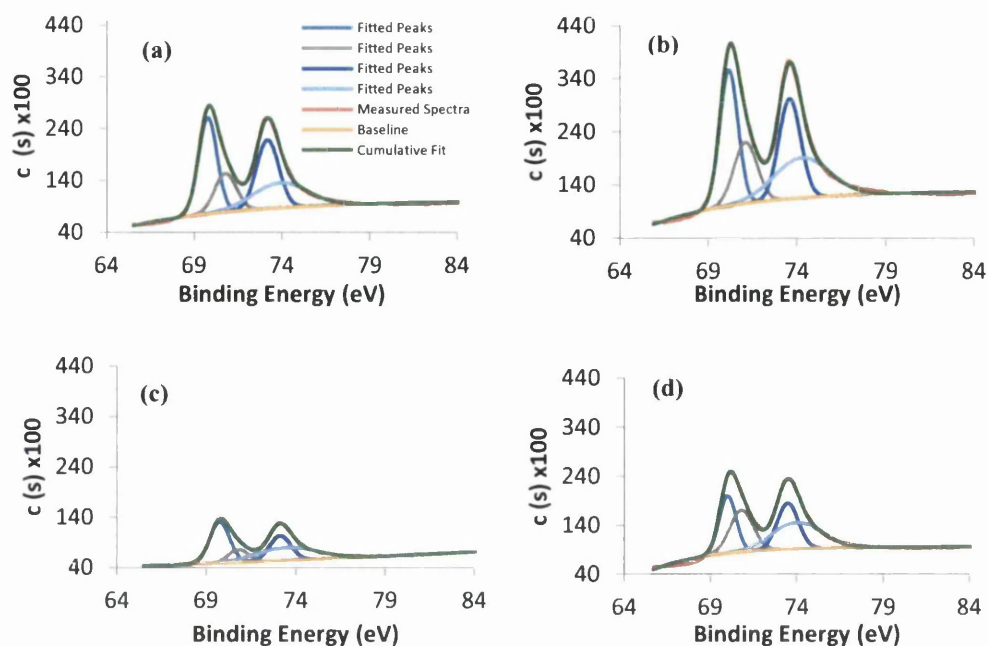 (a)
440
340
240
140
40
c (s) x100
64 69 74 79 84
Binding Energy (eV)
Fitted Peaks
Fitted Peaks
Fitted Peaks
Fitted Peaks
Measured Spectra
Baseline
Cumulative Fit
(b)
440
340
240
140
40
c (s) x100
64 69 74 79 84
Binding Energy (eV)
(c)
440
340
240
140
40
c (s) x100
64 69 74 79 84
Binding Energy (eV)
(d)
440
340
240
140
40
c (s) x100
64 69 74 79 84
Binding Energy (eV)